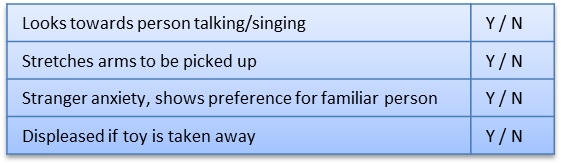 Looks towards person talking/singing Y / N
Stretches arms to be picked up Y / N
Stranger anxiety, shows preference for familiar person Y / N
Displeased if toy is taken away Y / N